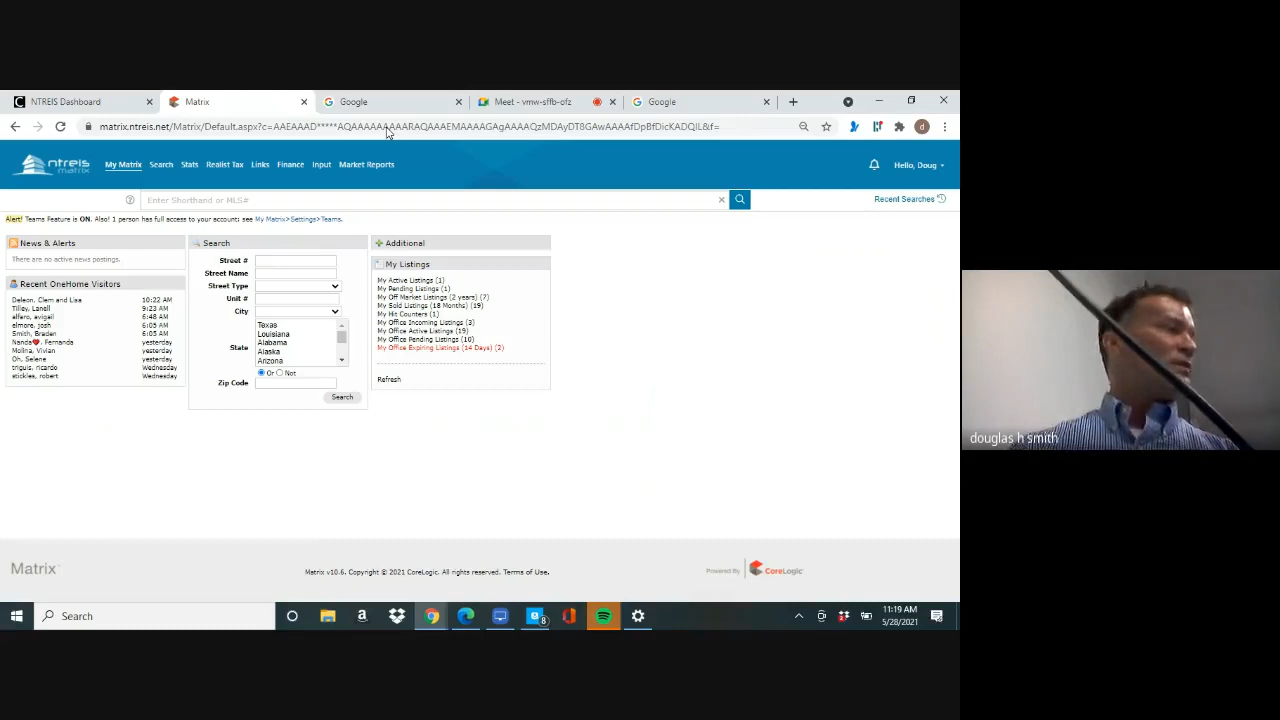 NTREIS Dashboard
Matrix
Google
Meet - vmw-sffb-ofz
Google
ntreis
matrix
My Matrix Search Stats Realist Tax Links Finance Input Market Reports
Hello, Doug
Enter Shorthand or MLS#
Recent Searches
Alert! Teams Feature is ON. Also! 1 person has full access to your account: see My Matrix>Settings>Teams.
News & Alerts
There are no active news postings.
Recent OneHome Visitors
Deleon, Clem and Lisa 10:22 AM
Tilley, Lanell 9:23 AM
alfaro, avigail 6:48 AM
elmore, josh 6:05 AM
Smith, Braden 6:05 AM
Nanda❤, Fernanda yesterday
Molina, Vivian yesterday
Oh, Selene yesterday
triguis, ricardo Wednesday
stickles, robert Wednesday
Search
Street #
Street Name
Street Type
Unit #
City
State
Texas
Louisiana
Alabama
Alaska
Arizona
Or Not
Zip Code
Search
Additional
My Listings
My Active Listings (1)
My Pending Listings (1)
My Off Market Listings (2 years) (7)
My Sold Listings (18 Months) (19)
My Hit Counters (1)
My Office Incoming Listings (3)
My Office Active Listings (19)
My Office Pending Listings (10)
My Office Expiring Listings (14 Days) (2)
Refresh
douglas h smith
Matrix
Matrix v10.6. Copyright © 2021 CoreLogic. All rights reserved. Terms of Use.
Powered By CoreLogic
Search
8
11:19 AM
5/28/2021